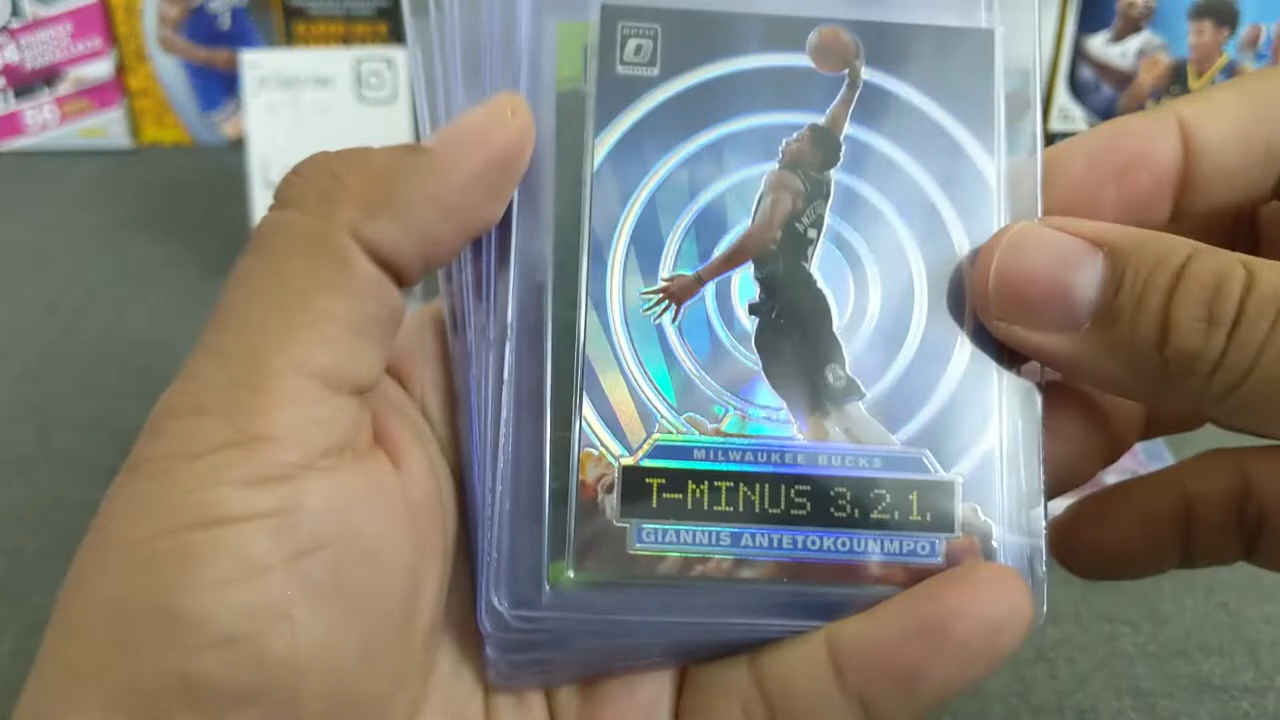 OPTIC
MILWAUKEE BUCKS
T-MINUS 3.2.1.
GIANNIS ANTETOKOUNMPO